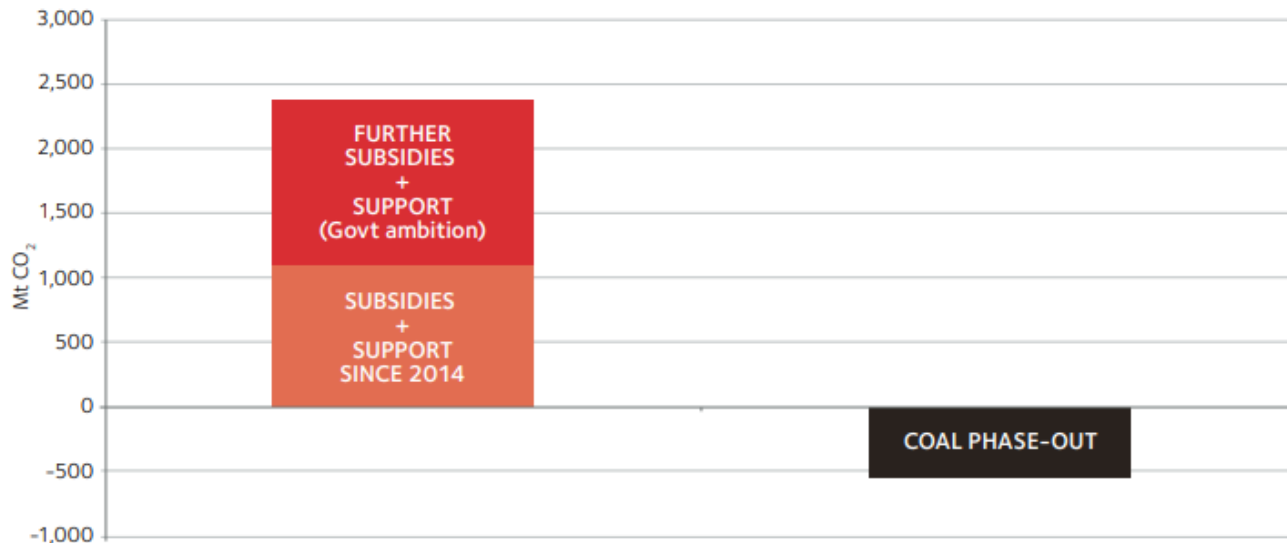 3,000
2,500
2,000
1,500
1,000
500
0
-500
-1,000
Mt CO₂
FURTHER
SUBSIDIES
+
SUPPORT
(Govt ambition)
SUBSIDIES
+
SUPPORT
SINCE 2014
COAL PHASE-OUT